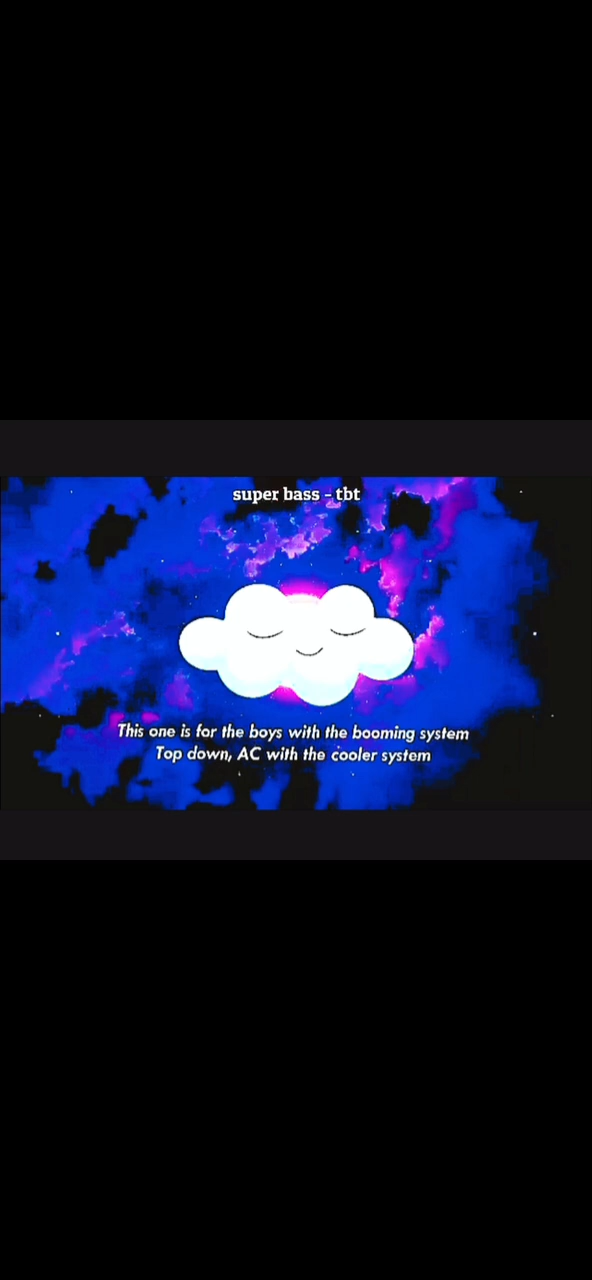 super bass - tbt
This one is for the boys with the booming system
Top down, AC with the cooler system